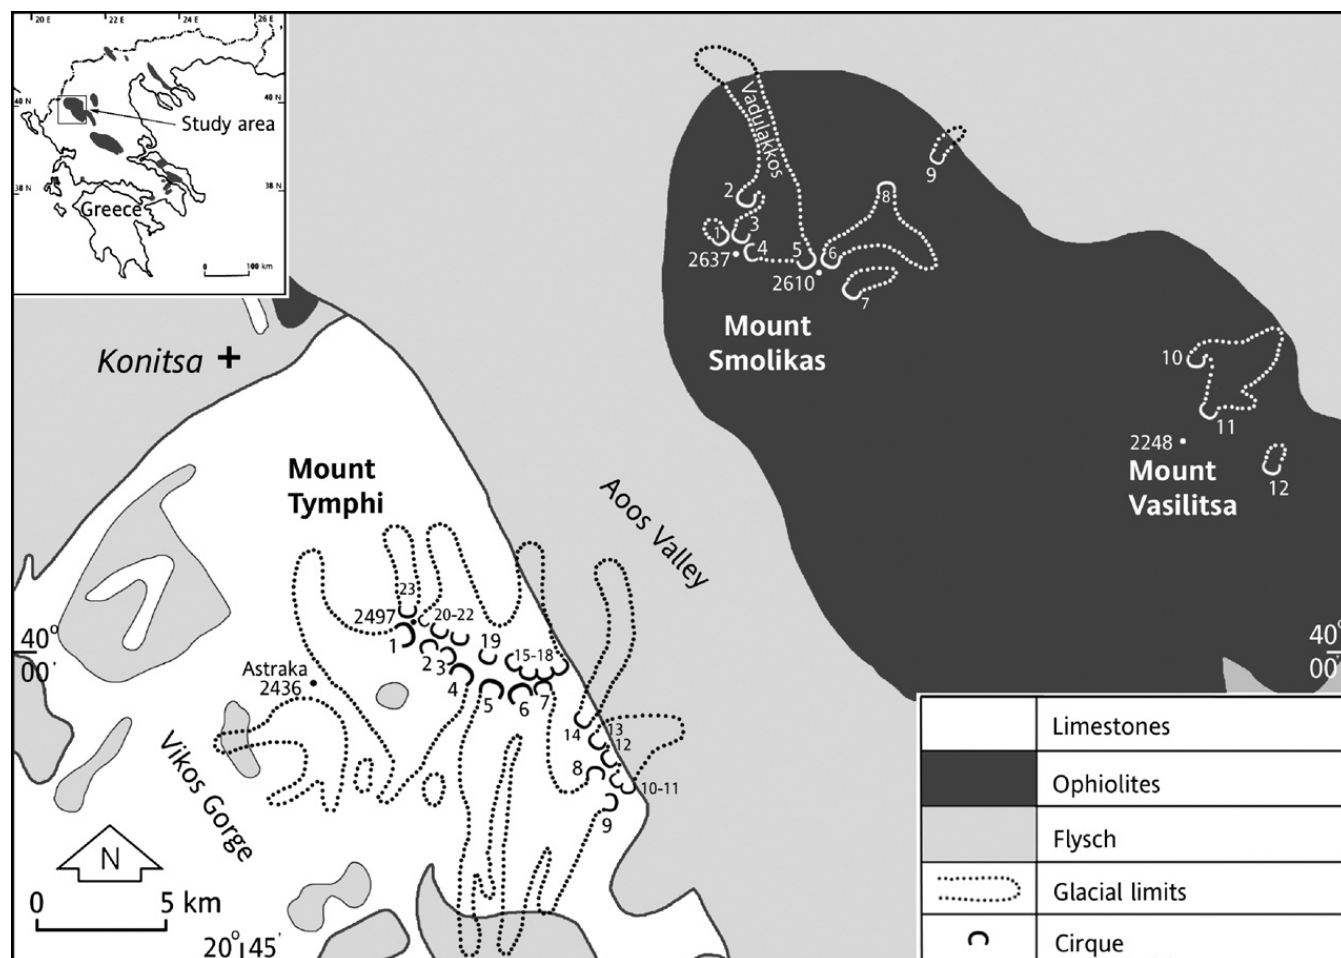 20 E
22 E
24 E
26 E
40 N
40 N
Study area
38 N
38 N
Greece
0
100 km
Vadulakkos
9
2
8
1
3
4
5
6
2637
2610
7
Mount
Smolikas
Konitsa
10
11
2248
Mount
Vasilitsa
12
Mount
Tymphi
Aoos Valley
23
2497
20-22
1
19
15-18
2
3
4
5
6
7
40°
00'
40°
00'
Astraka
2436
14
13
12
8
10-11
9
Vikos Gorge
N
0
5 km
20° 45'
Limestones
Ophiolites
Flysch
Glacial limits
Cirque